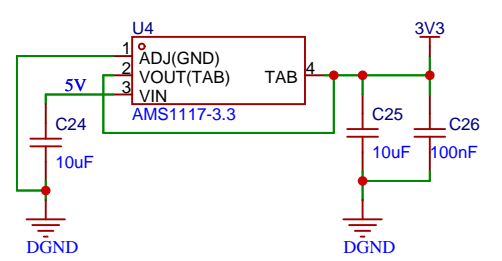 U4
3V3
1
ADJ(GND)
2
VOUT(TAB)
TAB
4
5V
3
VIN
AMS1117-3.3
C24
10uF
C25
10uF
C26
100nF
DGND
DGND